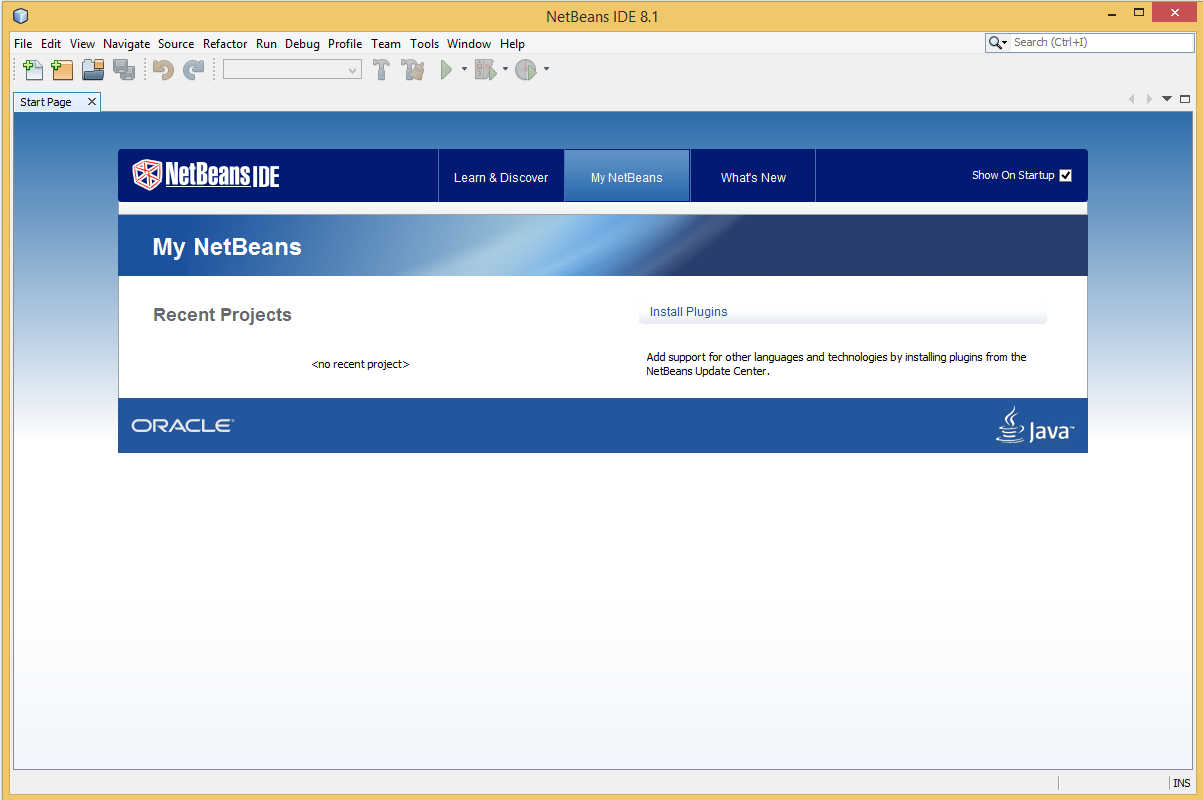 NetBeans IDE 8.1
File Edit View Navigate Source Refactor Run Debug Profile Team Tools Window Help
Search (Ctrl+I)
Start Page
NetBeans IDE
Learn & Discover
My NetBeans
What's New
Show On Startup
My NetBeans
Recent Projects
Install Plugins
<no recent project>
Add support for other languages and technologies by installing plugins from the
NetBeans Update Center.
ORACLE
Java™
INS